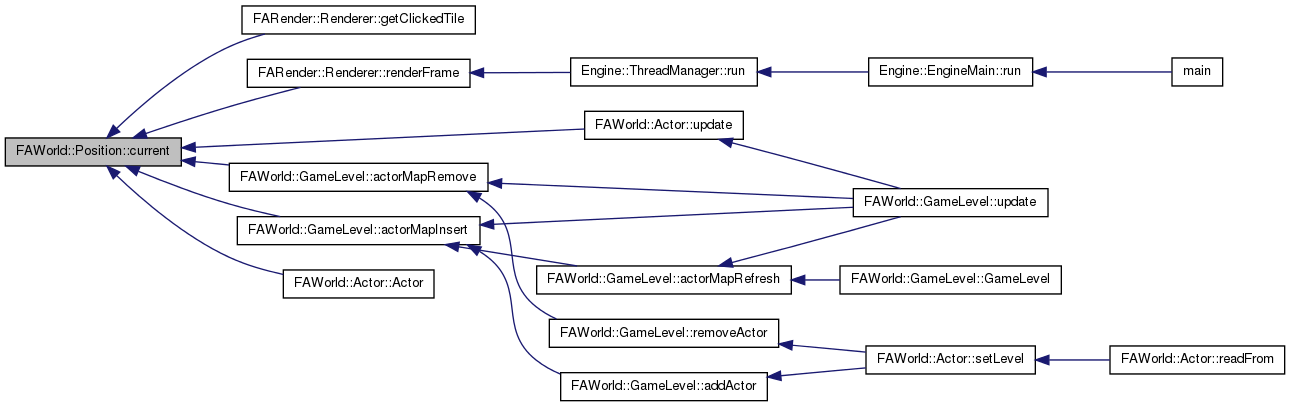 FARender::Renderer::getClickedTile
FARender::Renderer::renderFrame
Engine::ThreadManager::run
Engine::EngineMain::run
main
FAWorld::Actor::update
FAWorld::Position::current
FAWorld::GameLevel::actorMapRemove
FAWorld::GameLevel::update
FAWorld::GameLevel::actorMapInsert
FAWorld::Actor::Actor
FAWorld::GameLevel::actorMapRefresh
FAWorld::GameLevel::GameLevel
FAWorld::GameLevel::removeActor
FAWorld::Actor::setLevel
FAWorld::Actor::readFrom
FAWorld::GameLevel::addActor